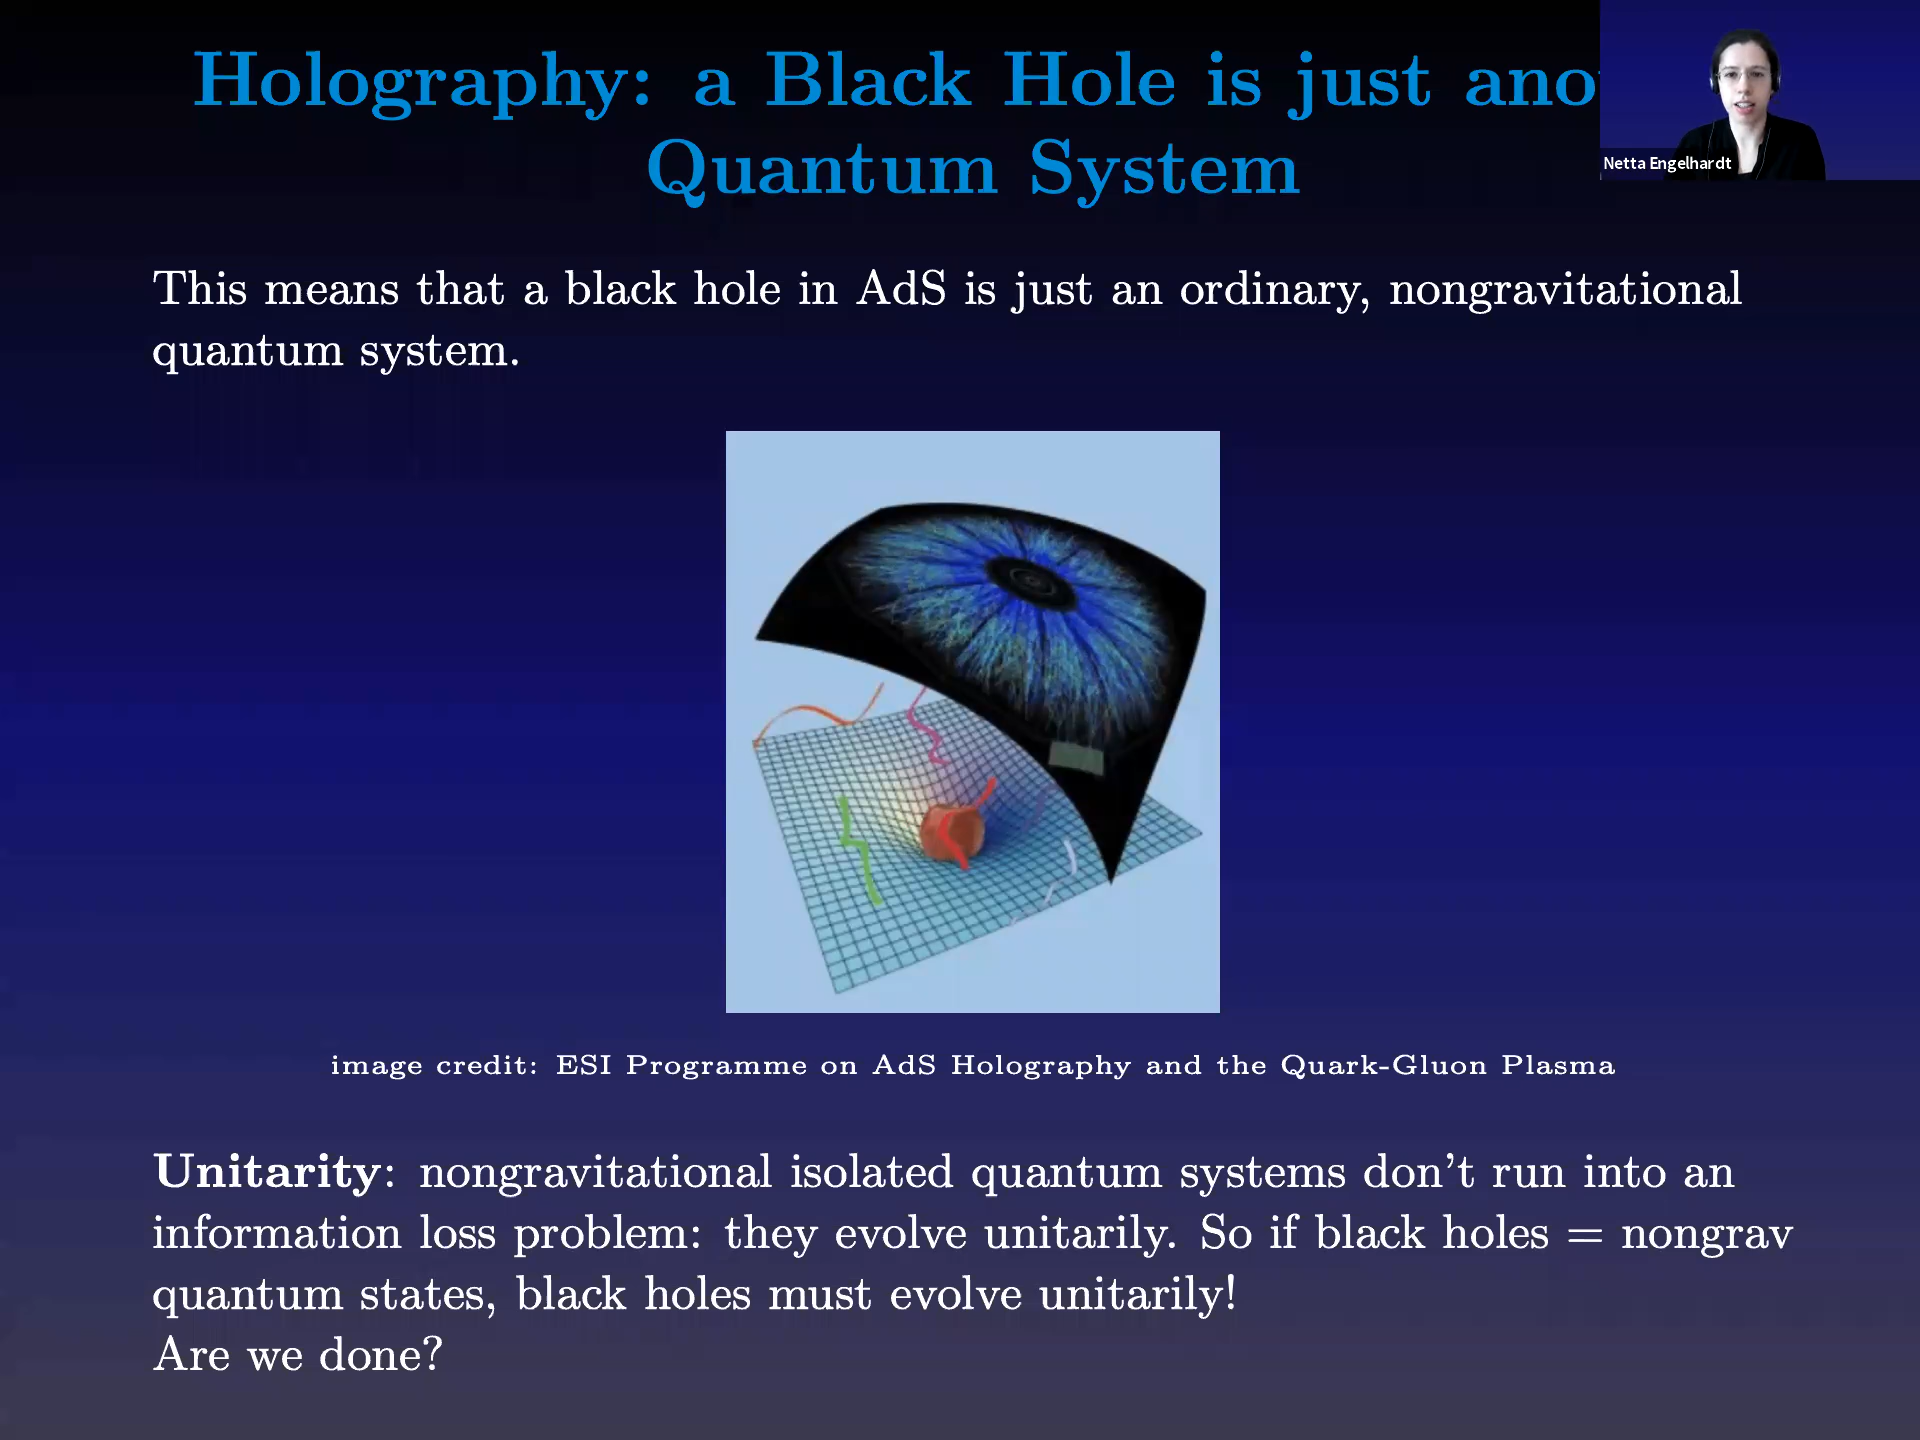 Holography: a Black Hole is just
Quantum System
Netta Engelhardt
This means that a black hole in AdS is just an ordinary, nongravitational
quantum system.
image credit: ESI Programme on AdS Holography and the Quark-Gluon Plasma
Unitarity: nongravitational isolated quantum systems don't run into an
information loss problem: they evolve unitarily. So if black holes = nongrav
quantum states, black holes must evolve unitarily!
Are we done?